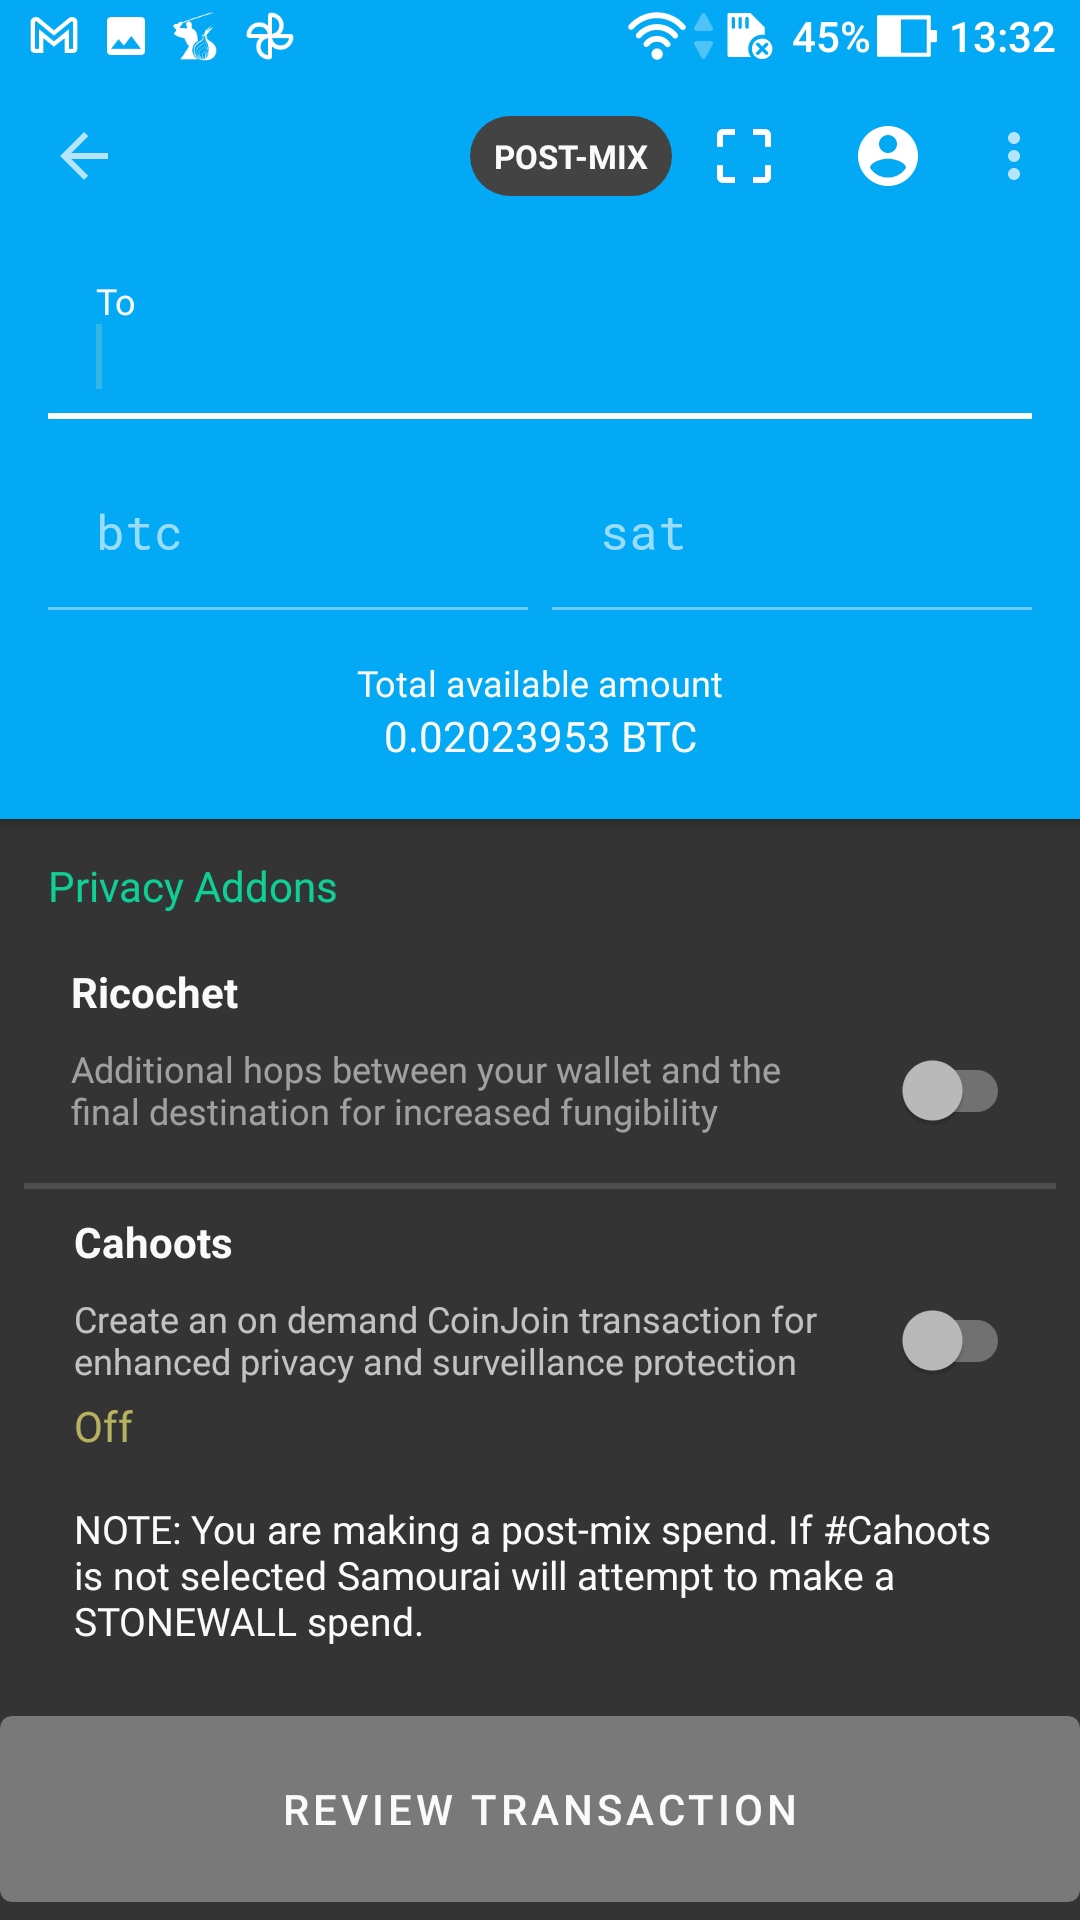 45% 13:32
POST-MIX
To
btc sat
Total available amount
0.02023953 BTC
Privacy Addons
Ricochet
Additional hops between your wallet and the
final destination for increased fungibility
Cahoots
Create an on demand CoinJoin transaction for
enhanced privacy and surveillance protection
Off
NOTE: You are making a post-mix spend. If #Cahoots
is not selected Samourai will attempt to make a
STONEWALL spend.
REVIEW TRANSACTION